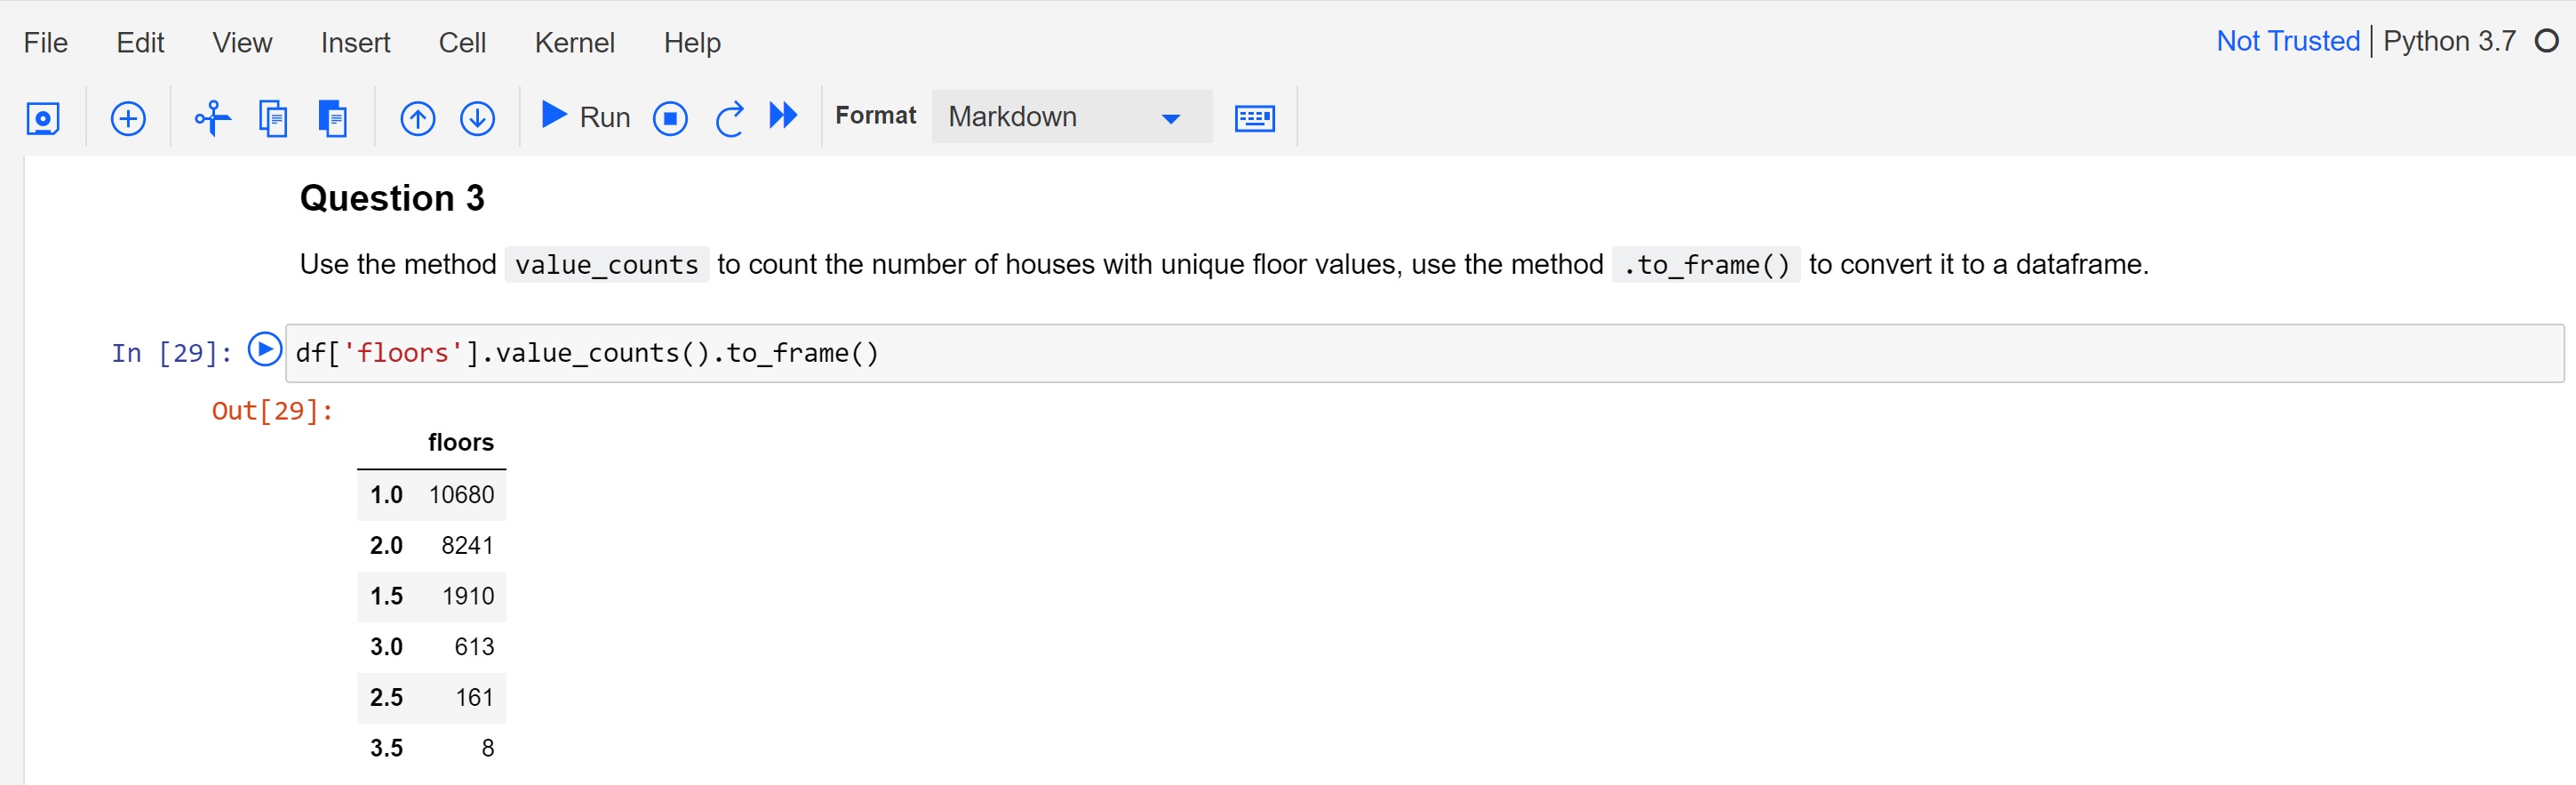 File Edit View Insert Cell Kernel Help Not Trusted | Python 3.7
Run Format Markdown
Question 3
Use the method value_counts to count the number of houses with unique floor values, use the method .to_frame() to convert it to a dataframe.
In [29]: df['floors'].value_counts().to_frame()
Out[29]:
floors
1.0 10680
2.0 8241
1.5 1910
3.0 613
2.5 161
3.5 8